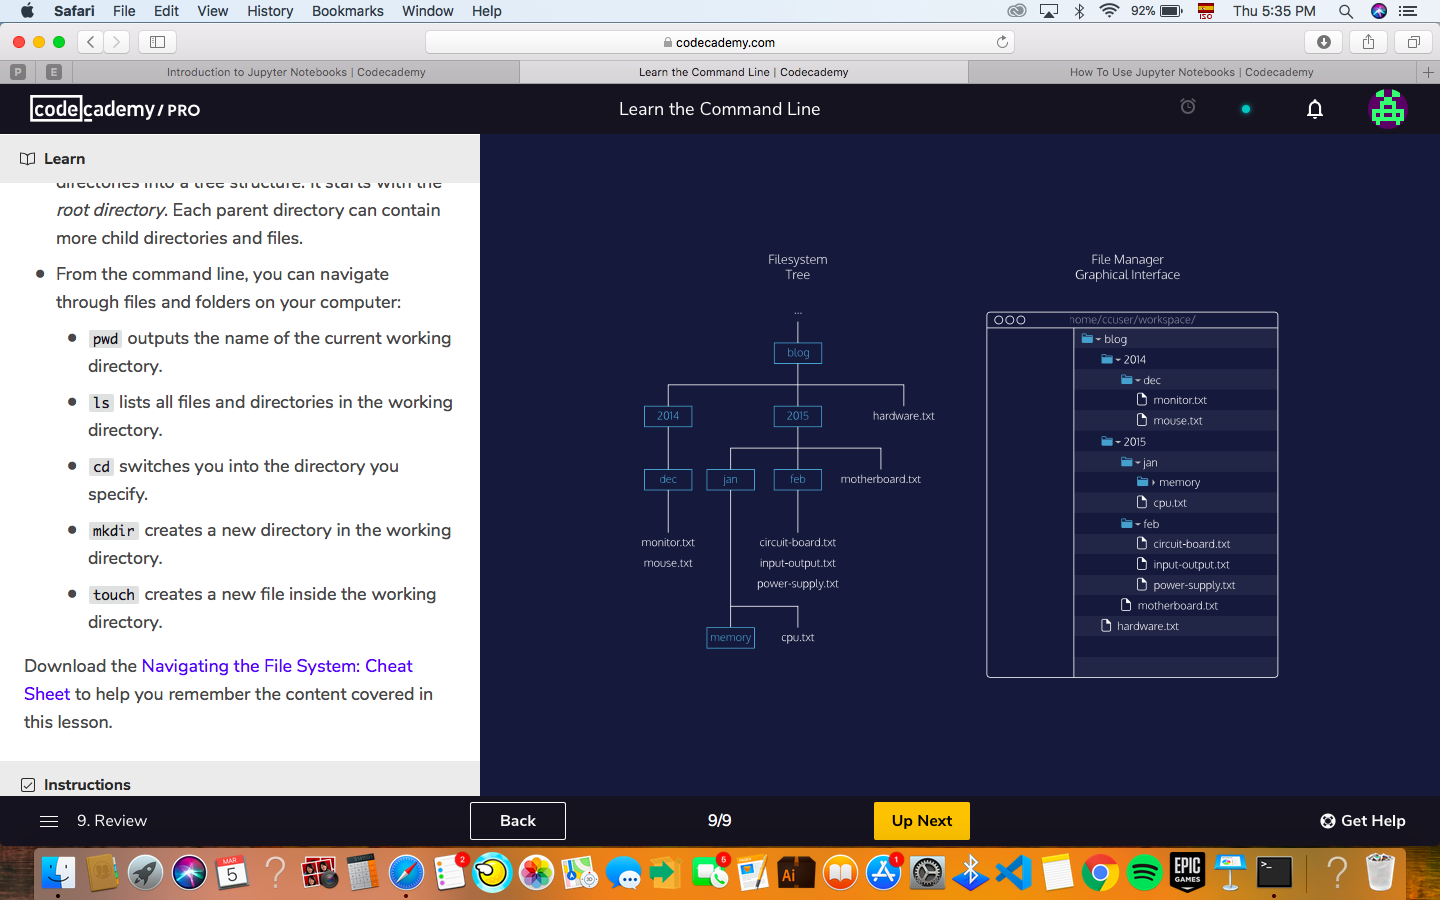 Safari File Edit View History Bookmarks Window Help
92% ISO Thu 5:35 PM
codecademy.com
P E Introduction to Jupyter Notebooks | Codecademy Learn the Command Line | Codecademy How To Use Jupyter Notebooks | Codecademy
codecademy / PRO
Learn the Command Line
Learn
directories into a tree structure. It starts with the
root directory. Each parent directory can contain
more child directories and files.
From the command line, you can navigate
through files and folders on your computer:
pwd outputs the name of the current working
directory.
ls lists all files and directories in the working
directory.
cd switches you into the directory you
specify.
mkdir creates a new directory in the working
directory.
touch creates a new file inside the working
directory.
Download the Navigating the File System: Cheat
Sheet to help you remember the content covered in
this lesson.
Instructions
Filesystem
Tree
...
blog
2014 2015 hardware.txt
dec jan feb motherboard.txt
monitor.txt circuit-board.txt
mouse.txt input-output.txt
power-supply.txt
memory cpu.txt
File Manager
Graphical Interface
home/ccuser/workspace/
blog
2014
dec
monitor.txt
mouse.txt
2015
jan
memory
cpu.txt
feb
circuit-board.txt
input-output.txt
power-supply.txt
motherboard.txt
hardware.txt
9. Review
Back
9/9
Up Next
Get Help
MAR
5
2
6
Ai
1
EPIC
GAMES
>_